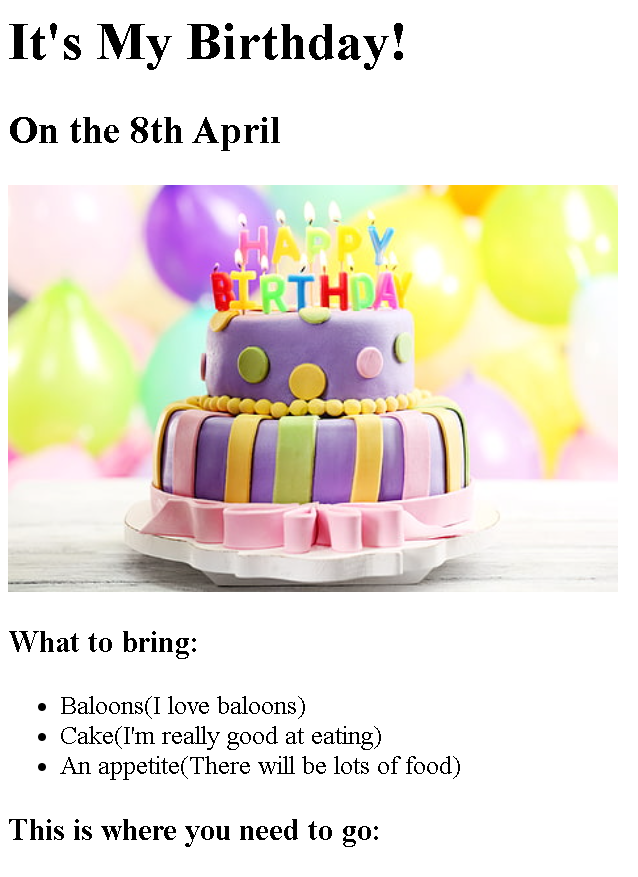 It's My Birthday!
On the 8th April
HAPPY
BIRTHDAY
What to bring:
Baloons(I love baloons)
Cake(I'm really good at eating)
An appetite(There will be lots of food)
This is where you need to go: